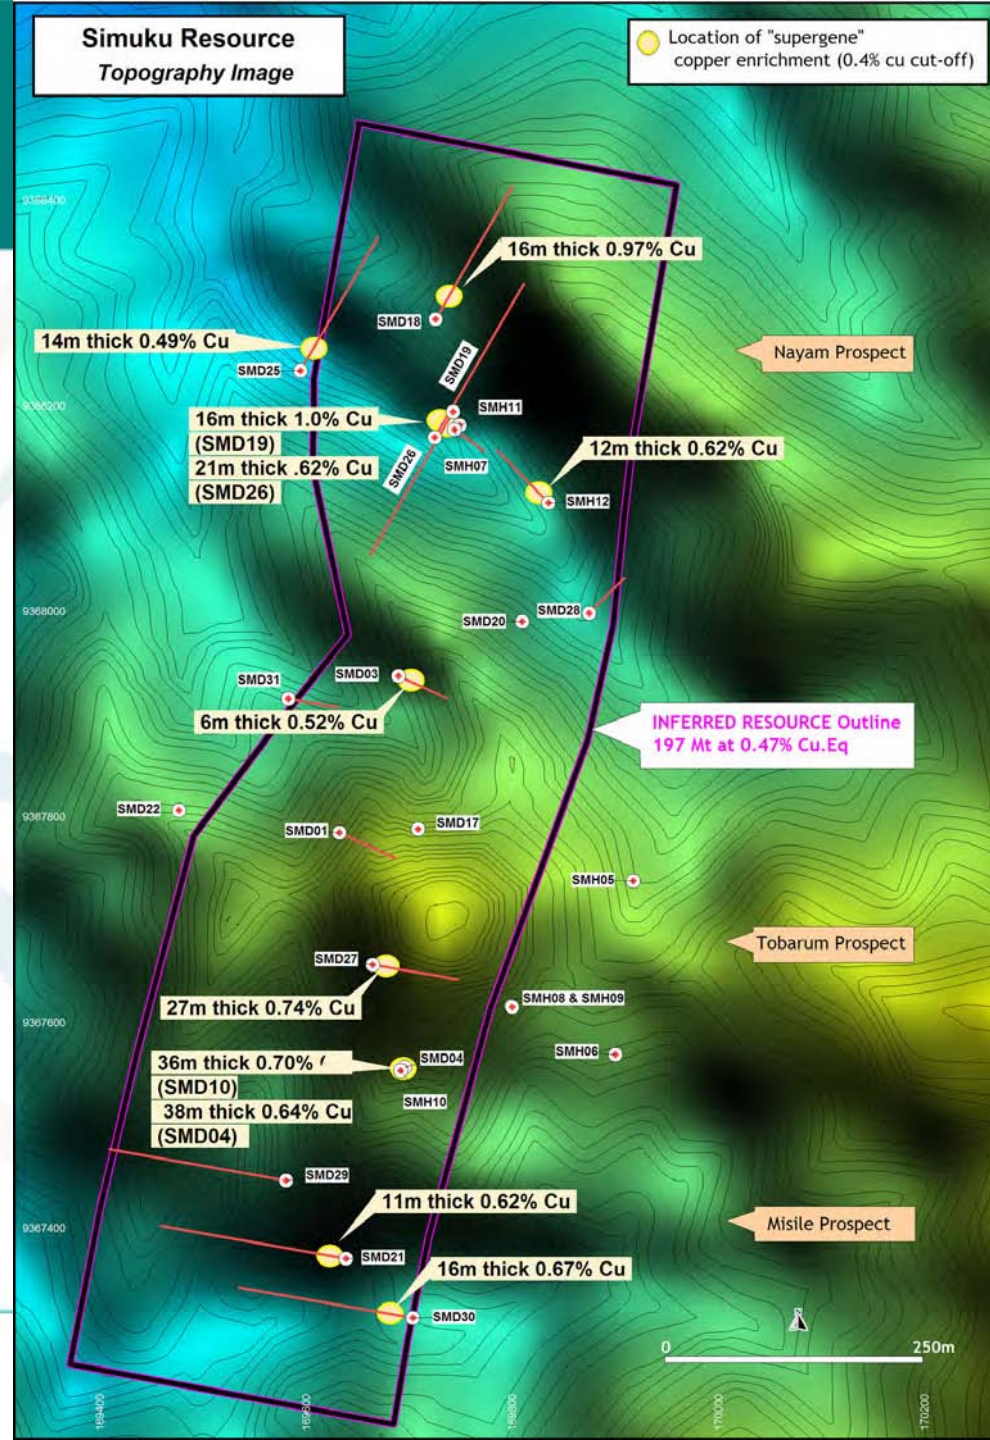 Simuku Resource
Topography Image
Location of "supergene"
copper enrichment (0.4% cu cut-off)
9368400
16m thick 0.97% Cu
SMD18
14m thick 0.49% Cu
SMD25
Nayam Prospect
SMD19
9368200
16m thick 1.0% Cu
(SMD19)
21m thick .62% Cu
(SMD26)
SMH11
SMD26
SMH07
12m thick 0.62% Cu
SMH12
9368000
SMD20
SMD28
SMD31
SMD03
6m thick 0.52% Cu
INFERRED RESOURCE Outline
197 Mt at 0.47% Cu.Eq
9367800
SMD22
SMD01
SMD17
SMH05
Tobarum Prospect
SMD27
27m thick 0.74% Cu
SMH08 & SMH09
9367600
SMH06
36m thick 0.70%
(SMD10)
38m thick 0.64% Cu
(SMD04)
SMD04
SMH10
SMD29
11m thick 0.62% Cu
9367400
Misile Prospect
SMD21
16m thick 0.67% Cu
SMD30
N
0 250m
169400
169600
169800
170000
170200